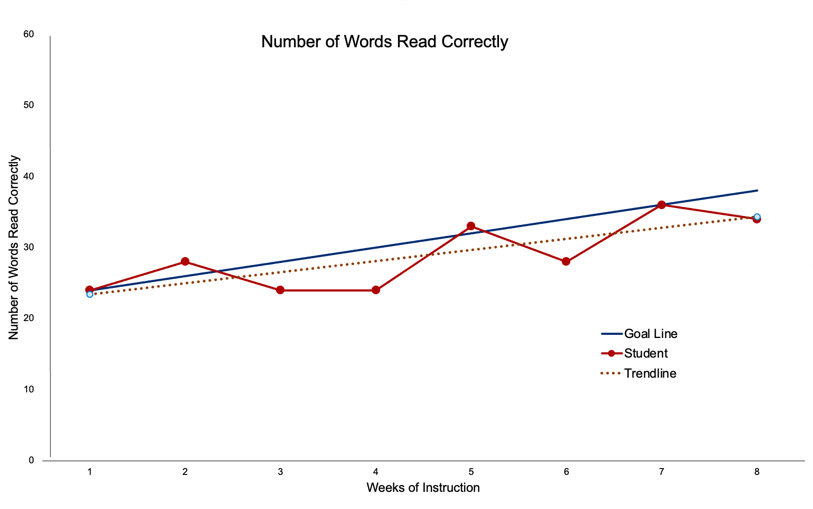 Number of Words Read Correctly
60
50
40
30
20
10
0
Number of Words Read Correctly
Goal Line
Student
Trendline
1 2 3 4 5 6 7 8
Weeks of Instruction